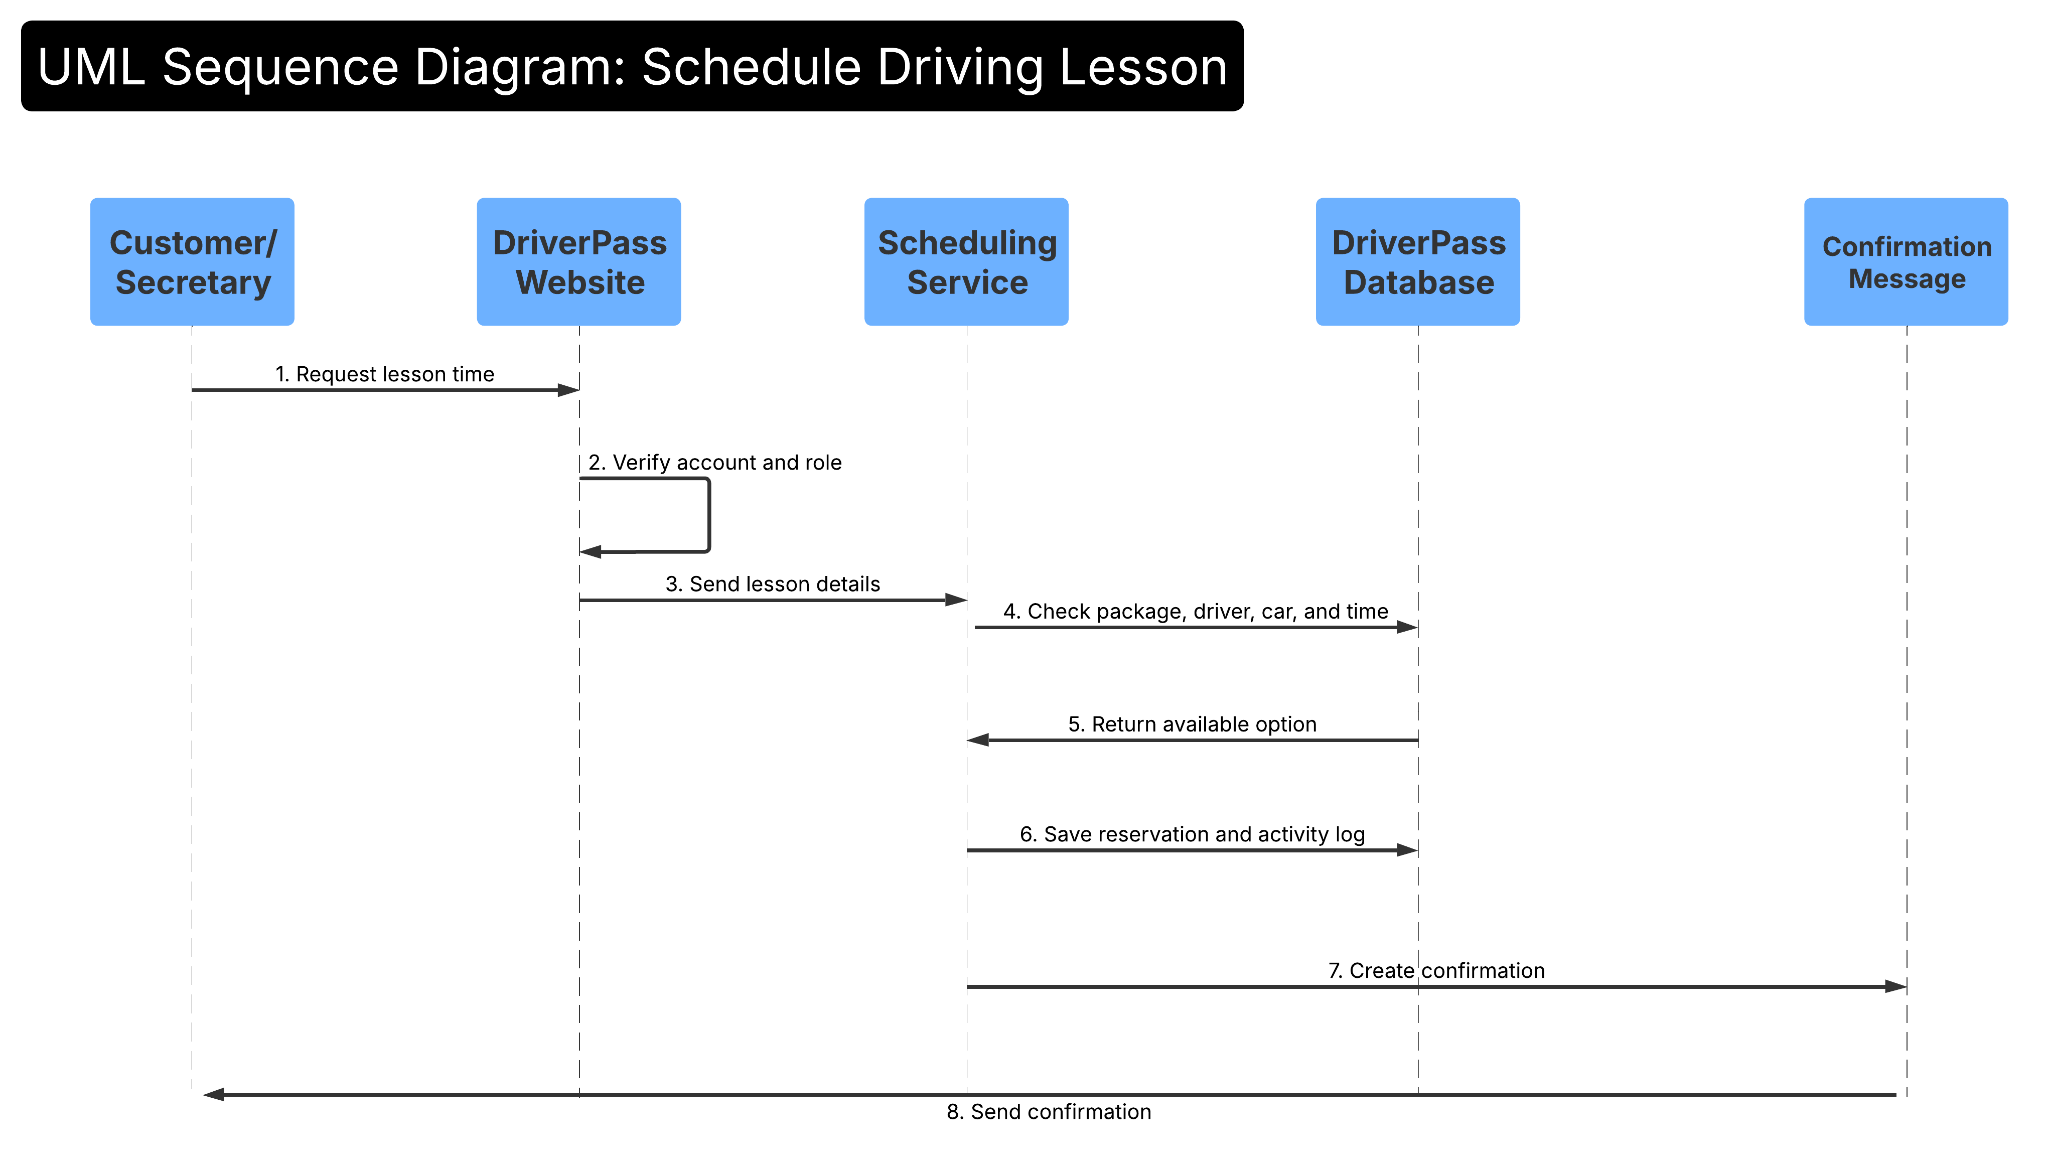 UML Sequence Diagram: Schedule Driving Lesson
Customer/
Secretary
DriverPass
Website
Scheduling
Service
DriverPass
Database
Confirmation
Message
1. Request lesson time
2. Verify account and role
3. Send lesson details
4. Check package, driver, car, and time
5. Return available option
6. Save reservation and activity log
7. Create confirmation
8. Send confirmation